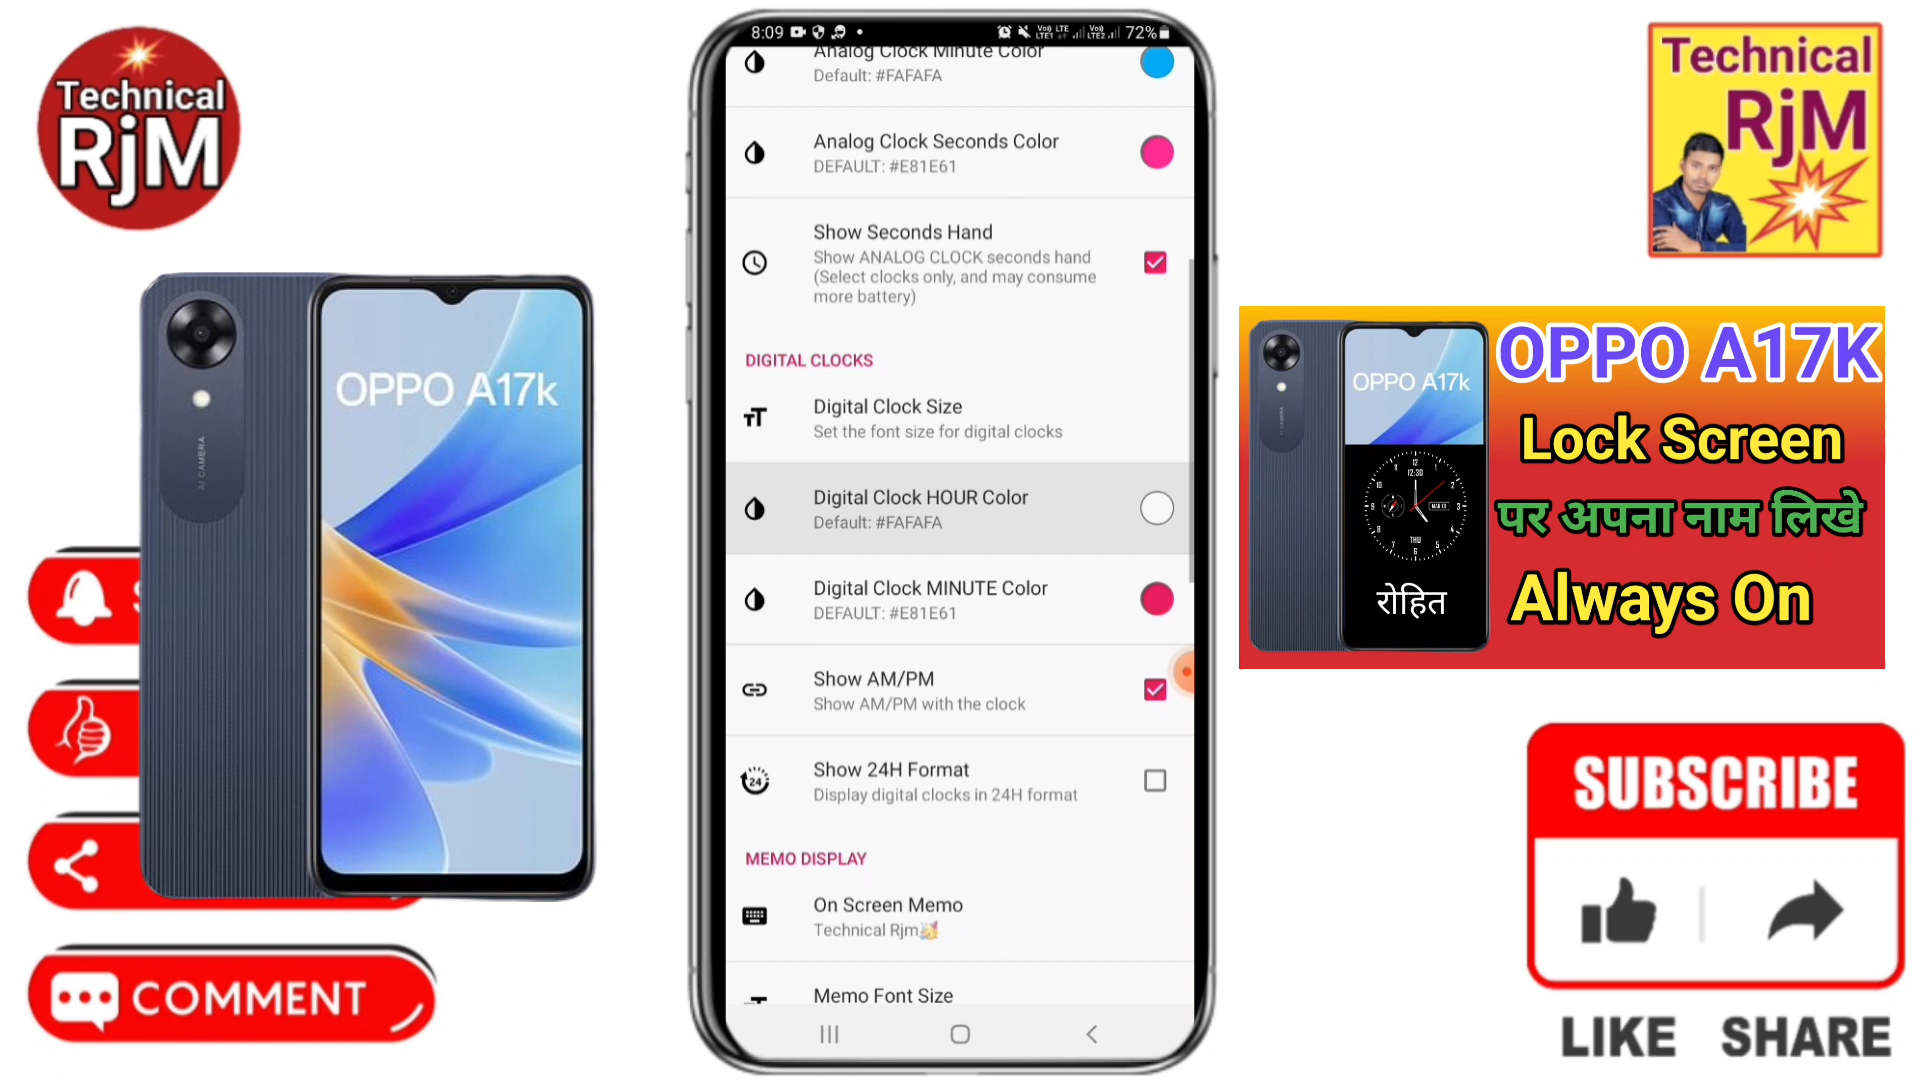 Technical
RjM
OPPO A17k
AI CAMERA
S
COMMENT
8:09
72%
Analog Clock Minute Color
Default: #FAFAFA
Analog Clock Seconds Color
DEFAULT: #E81E61
Show Seconds Hand
Show ANALOG CLOCK seconds hand
(Select clocks only, and may consume
more battery)
DIGITAL CLOCKS
Digital Clock Size
Set the font size for digital clocks
Digital Clock HOUR Color
Default: #FAFAFA
Digital Clock MINUTE Color
DEFAULT: #E81E61
Show AM/PM
Show AM/PM with the clock
Show 24H Format
Display digital clocks in 24H format
MEMO DISPLAY
On Screen Memo
Technical Rjm🥳
Memo Font Size
Technical
RjM
OPPO A17K
OPPO A17k
Lock Screen
पर अपना नाम लिखे
Always On
12:30
THU
रोहित
SUBSCRIBE
LIKE SHARE